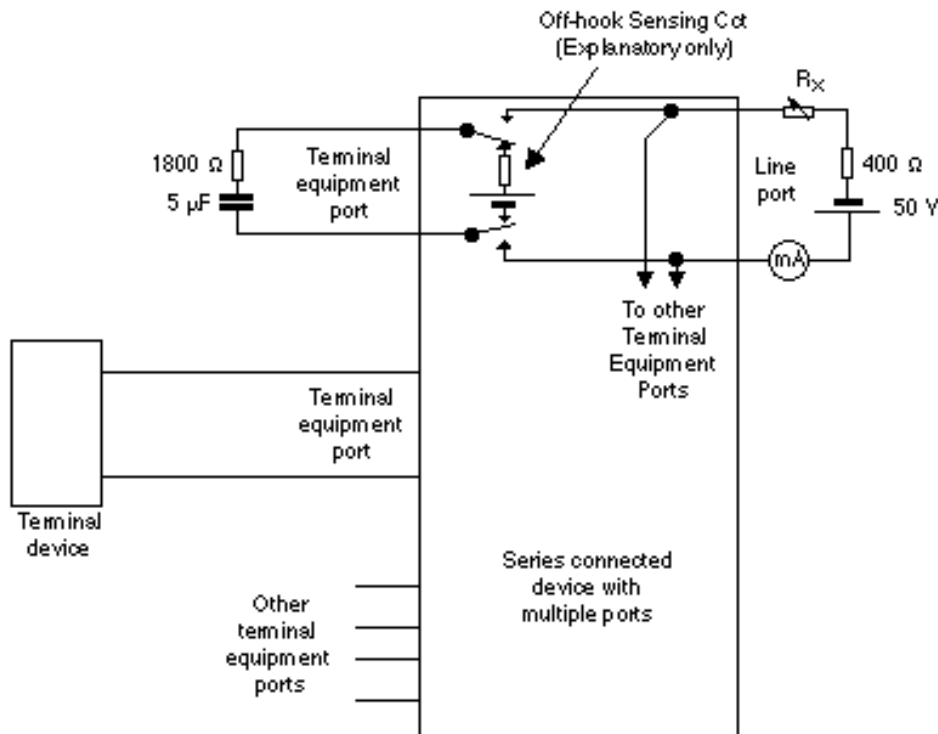 Off-hook Sensing Cct
(Explanatory only)
RX
1800 Ω
5 µF
Terminal
equipment
port
Line
port
400 Ω
50 V
mA
To other
Terminal
Equipment
Ports
Terminal
equipment
port
Terminal
device
Series connected
device with
multiple ports
Other
terminal
equipment
ports